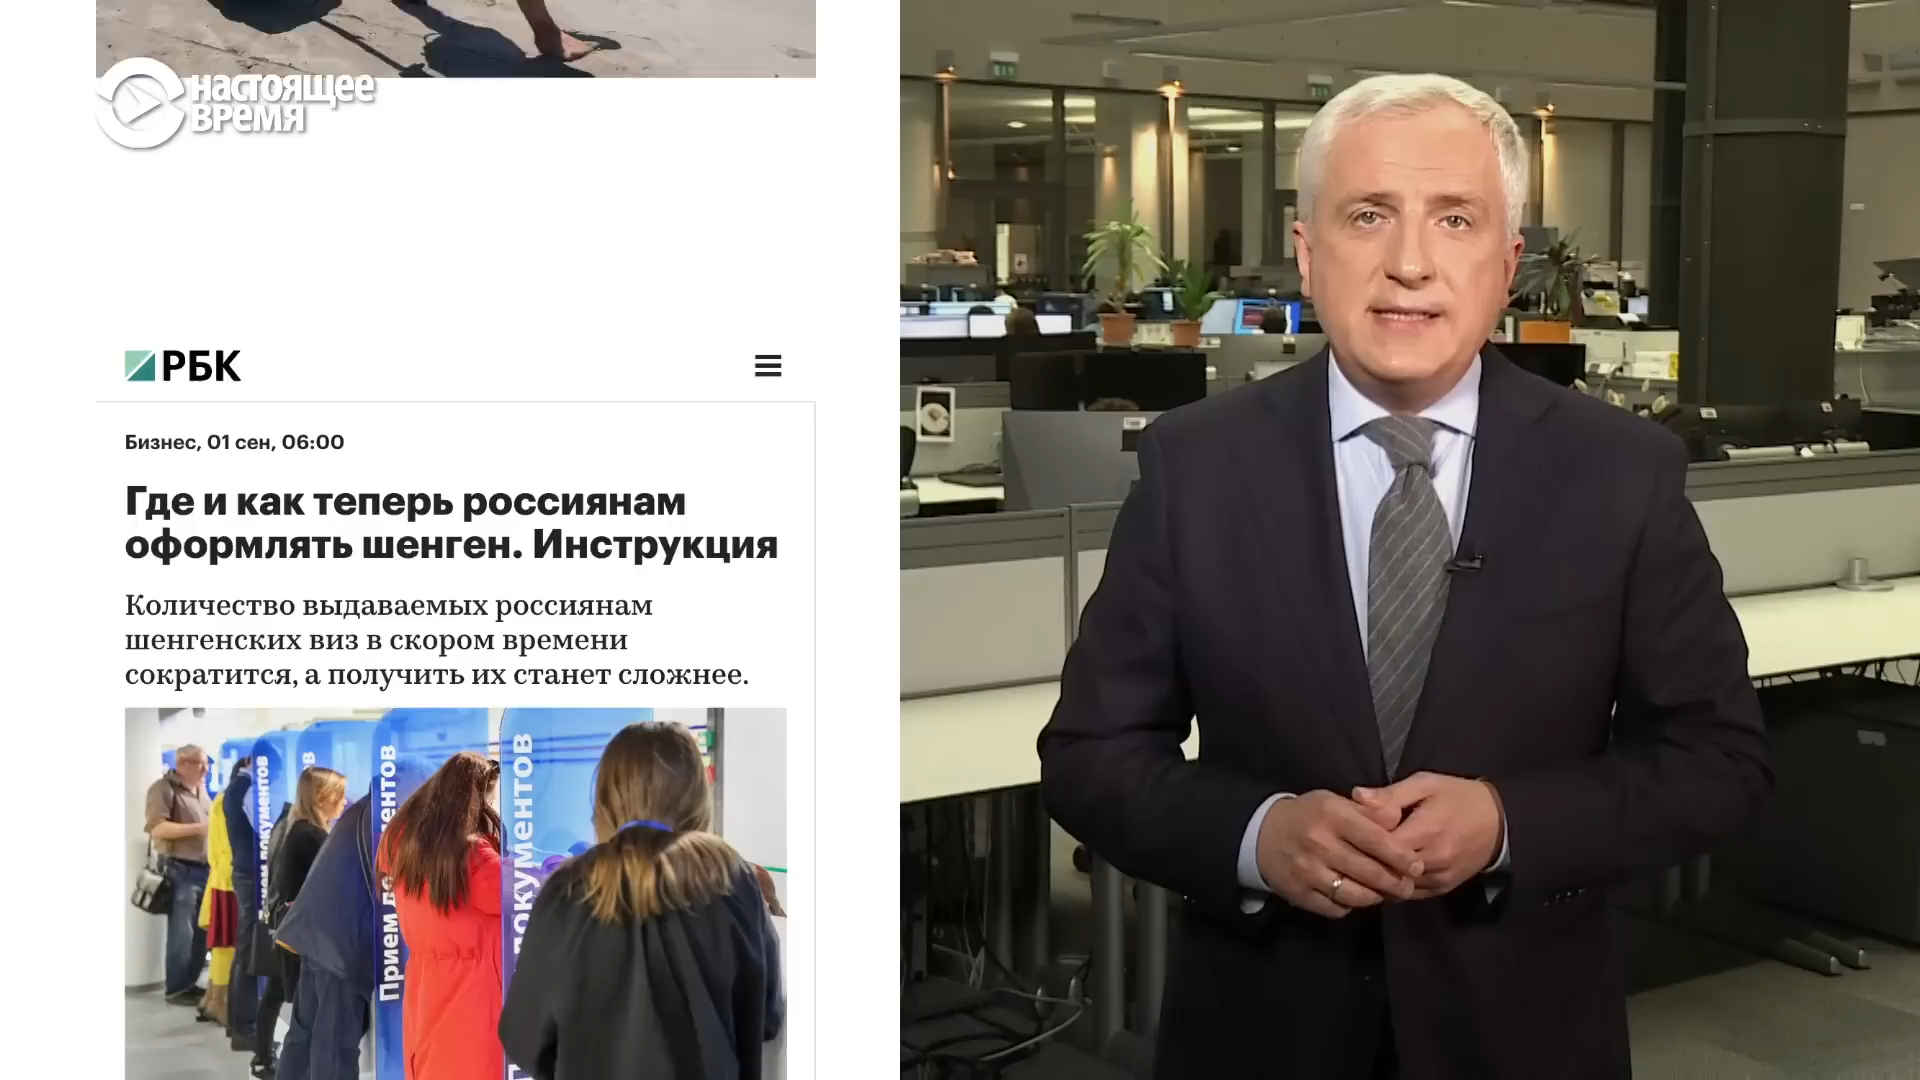 настоящее
время
РБК
Бизнес, 01 сен, 06:00
Где и как теперь россиянам
оформлять шенген. Инструкция
Количество выдаваемых россиянам
шенгенских виз в скором времени
сократится, а получить их станет сложнее.
документов
Прием документов
документов